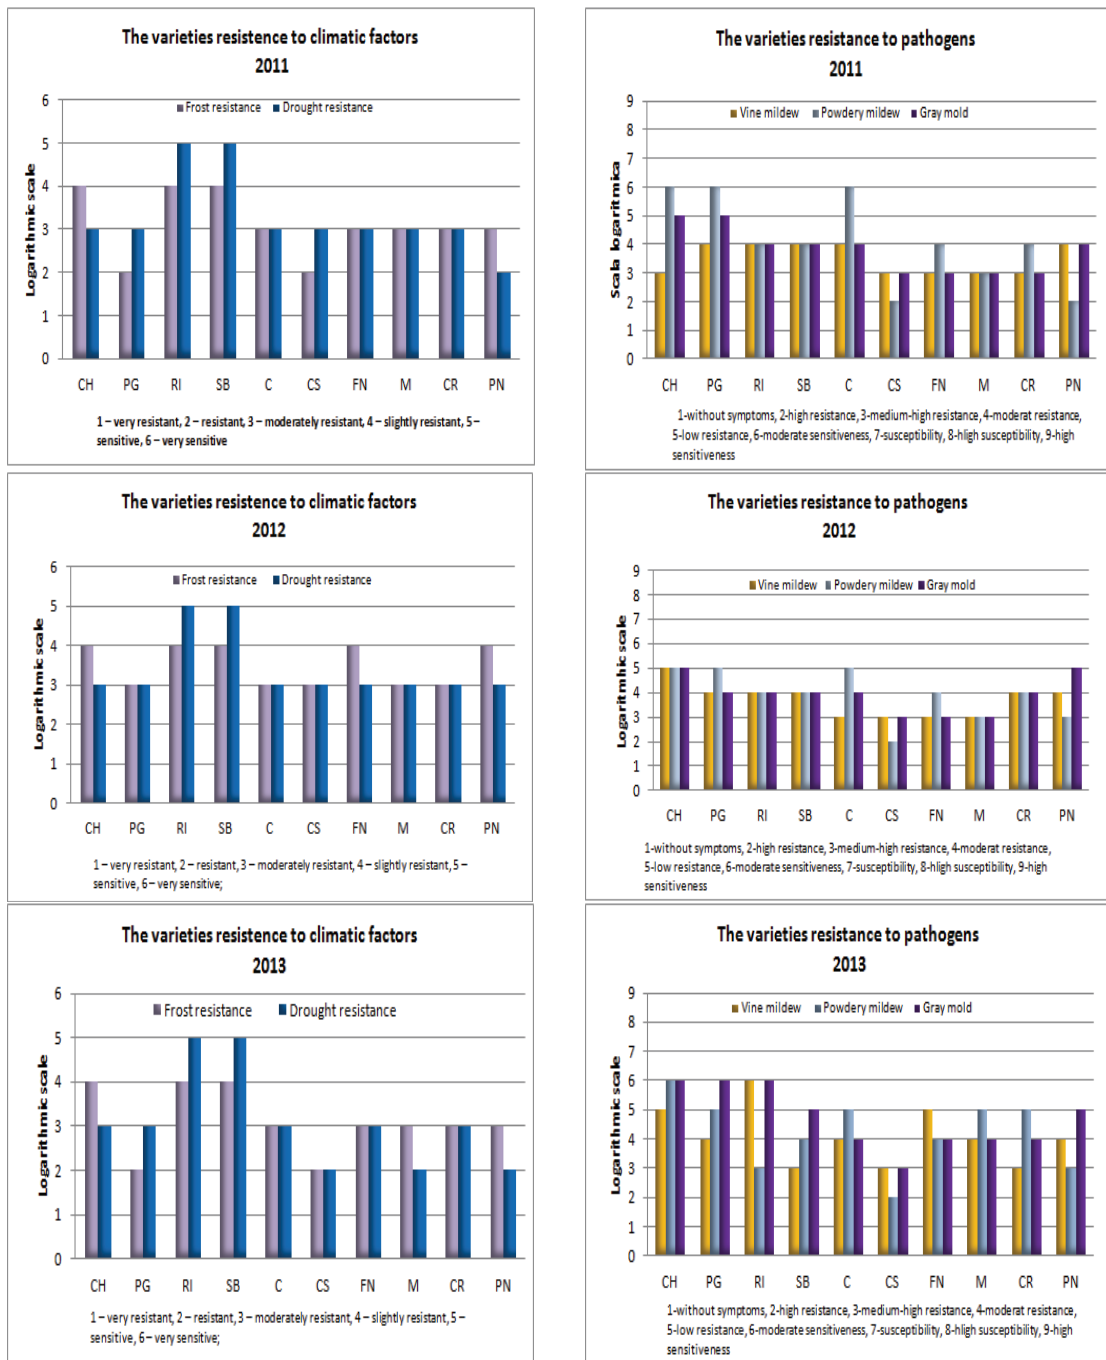 The varieties resistence to climatic factors
2011
Frost resistance Drought resistance
Logarithmic scale
6
5
4
3
2
1
0
CH PG RI SB C CS FN M CR PN
1 – very resistant, 2 – resistant, 3 – moderately resistant, 4 – slightly resistant, 5 –
sensitive, 6 – very sensitive
The varieties resistance to pathogens
2011
Vine mildew Powdery mildew Gray mold
Scala logaritmica
9
8
7
6
5
4
3
2
1
0
CH PG RI SB C CS FN M CR PN
1-without symptoms, 2-high resistance, 3-medium-high resistance, 4-moderat resistance,
5-low resistance, 6-moderate sensitiveness, 7-susceptibility, 8-hligh susceptibility, 9-high
sensitiveness
The varieties resistence to climatic factors
2012
Frost resistance Drought resistance
Logarithmic scale
6
5
4
3
2
1
0
CH PG RI SB C CS FN M CR PN
1 – very resistant, 2 – resistant, 3 – moderately resistant, 4 – slightly resistant, 5 –
sensitive, 6 – very sensitive;
The varieties resistance to pathogens
2012
Vine mildew Powdery mildew Gray mold
Logaritmhic scale
9
8
7
6
5
4
3
2
1
0
CH PG RI SB C CS FN M CR PN
1-without symptoms, 2-high resistance, 3-medium-high resistance, 4-moderat resistance,
5-low resistance, 6-moderate sensitiveness, 7-susceptibility, 8-hligh susceptibility, 9-high
sensitiveness
The varieties resistence to climatic factors
2013
Frost resistance Drought resistance
Logarithmic scale
6
5
4
3
2
1
0
CH PG RI SB C CS FN M CR PN
1 – very resistant, 2 – resistant, 3 – moderately resistant, 4 – slightly resistant, 5 –
sensitive, 6 – very sensitive;
The varieties resistance to pathogens
2013
Vine mildew Powdery mildew Gray mold
Logarithmic scale
9
8
7
6
5
4
3
2
1
0
CH PG RI SB C CS FN M CR PN
1-without symptoms, 2-high resistance, 3-medium-high resistance, 4-moderat resistance,
5-low resistance, 6-moderate sensitiveness, 7-susceptibility, 8-hligh susceptibility, 9-high
sensitiveness